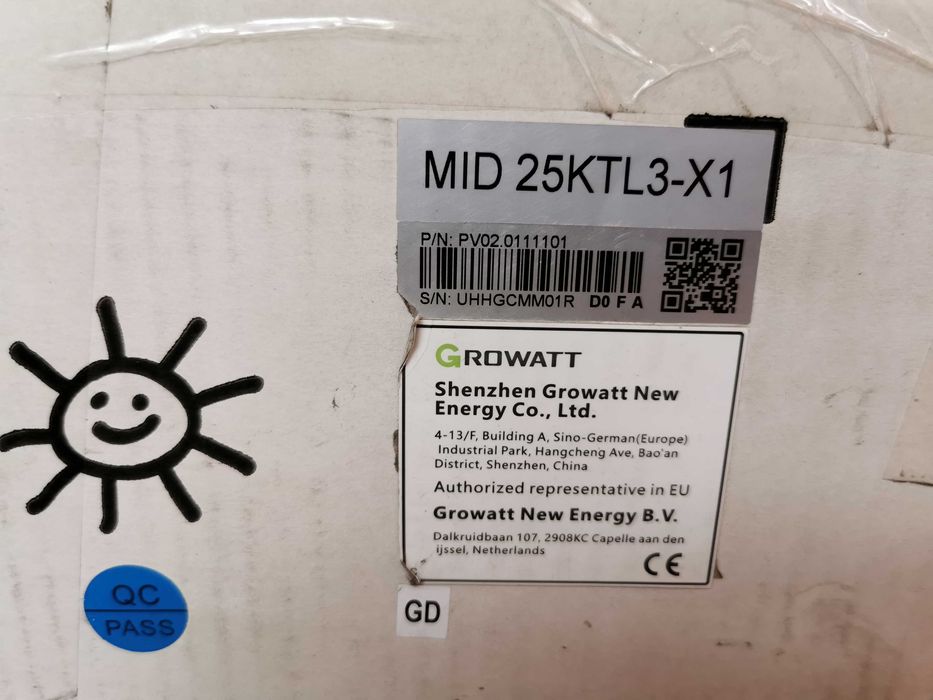 MID 25KTL3-X1
P/N: PV02.0111101
S/N: UHHGCMM01R D0 F A
GROWATT
Shenzhen Growatt New
Energy Co., Ltd.
4-13/F, Building A, Sino-German(Europe)
Industrial Park, Hangcheng Ave, Bao'an
District, Shenzhen, China
Authorized representative in EU
Growatt New Energy B.V.
Dalkruidbaan 107, 2908KC Capelle aan den
ijssel, Netherlands
CE
QC
PASS
GD